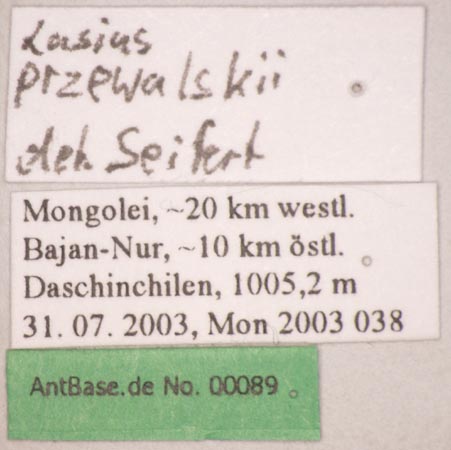 Lasius
przewalskii
det. Seifert
Mongolei, ~20 km westl.
Bajan-Nur, ~10 km östl.
Daschinchilen, 1005,2 m
31. 07. 2003, Mon 2003 038
AntBase.de No. 00089